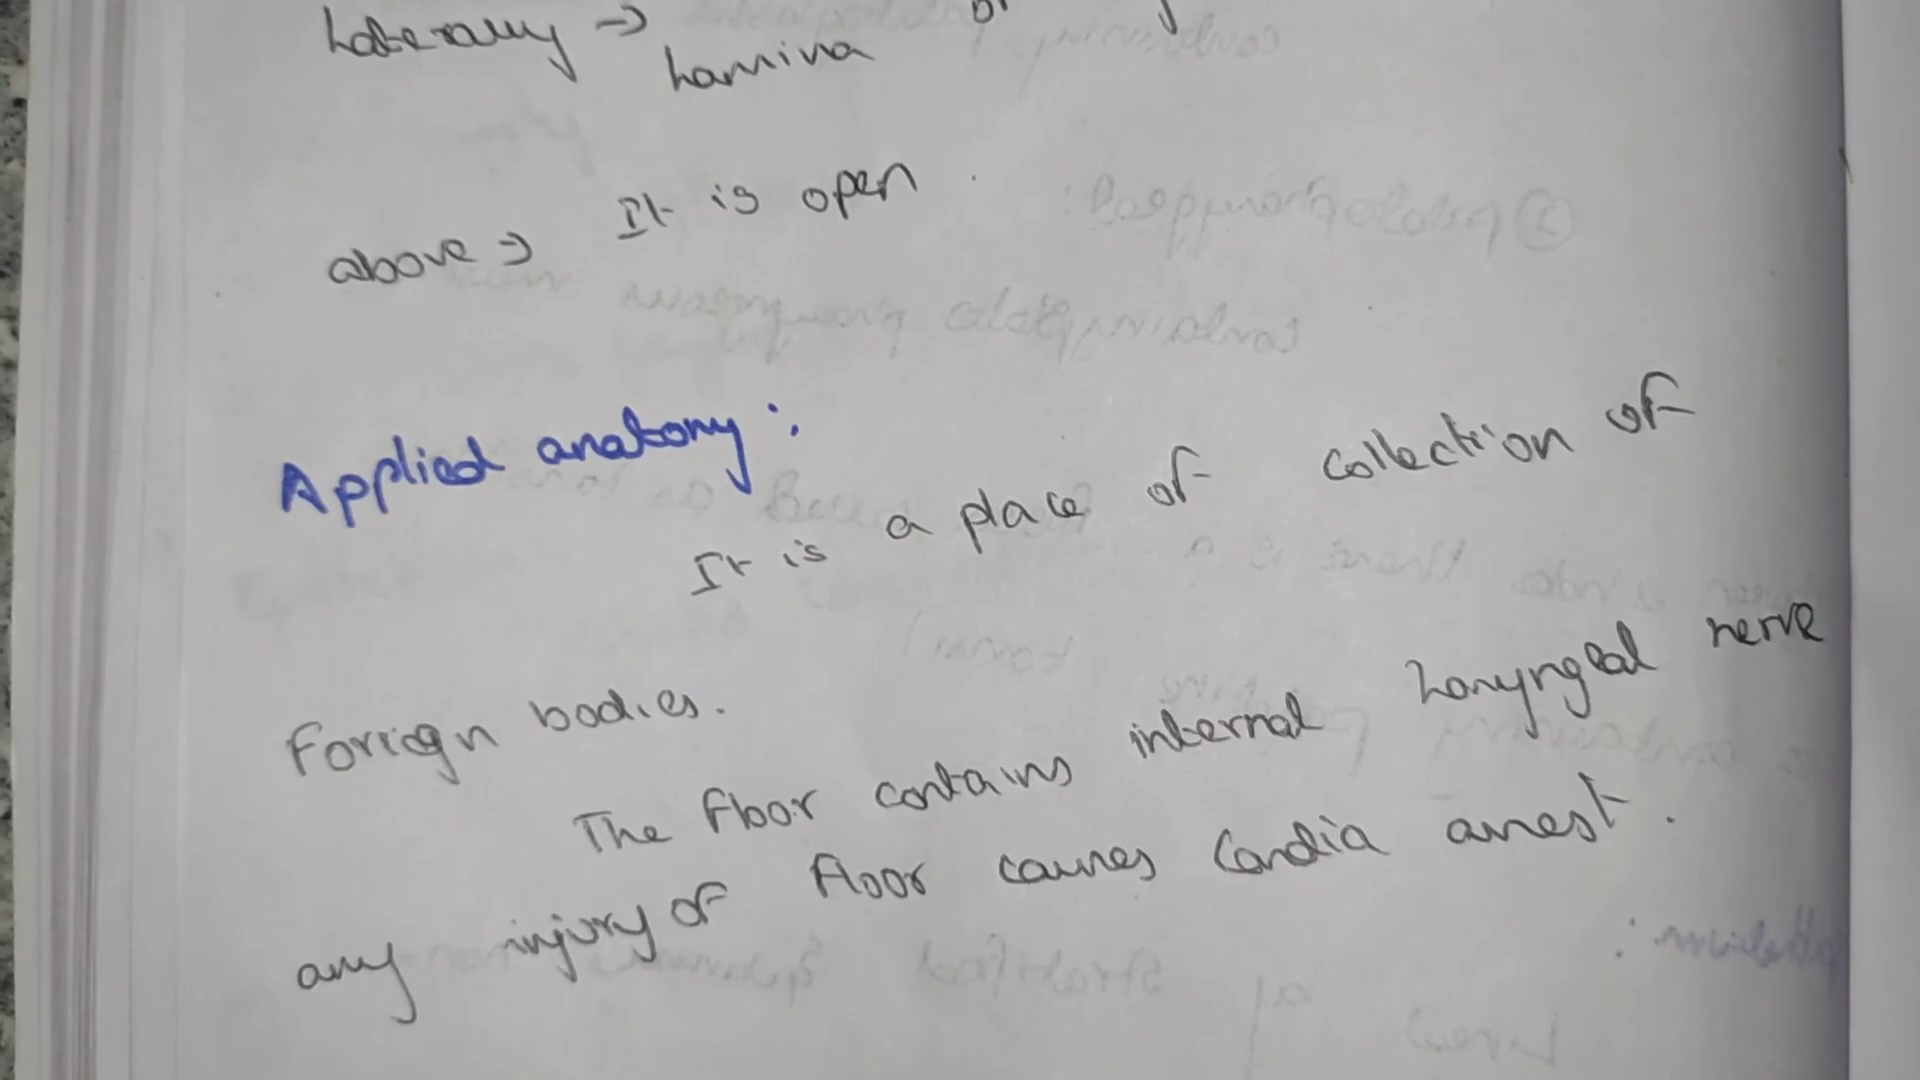 Laterally →
Lamina
above → It is open.
Applied anatomy:
It is a place of collection of
Foriegn bodies.
The floor contains internal Laryngeal nerve
any injury of floor causes Cardia arrest.